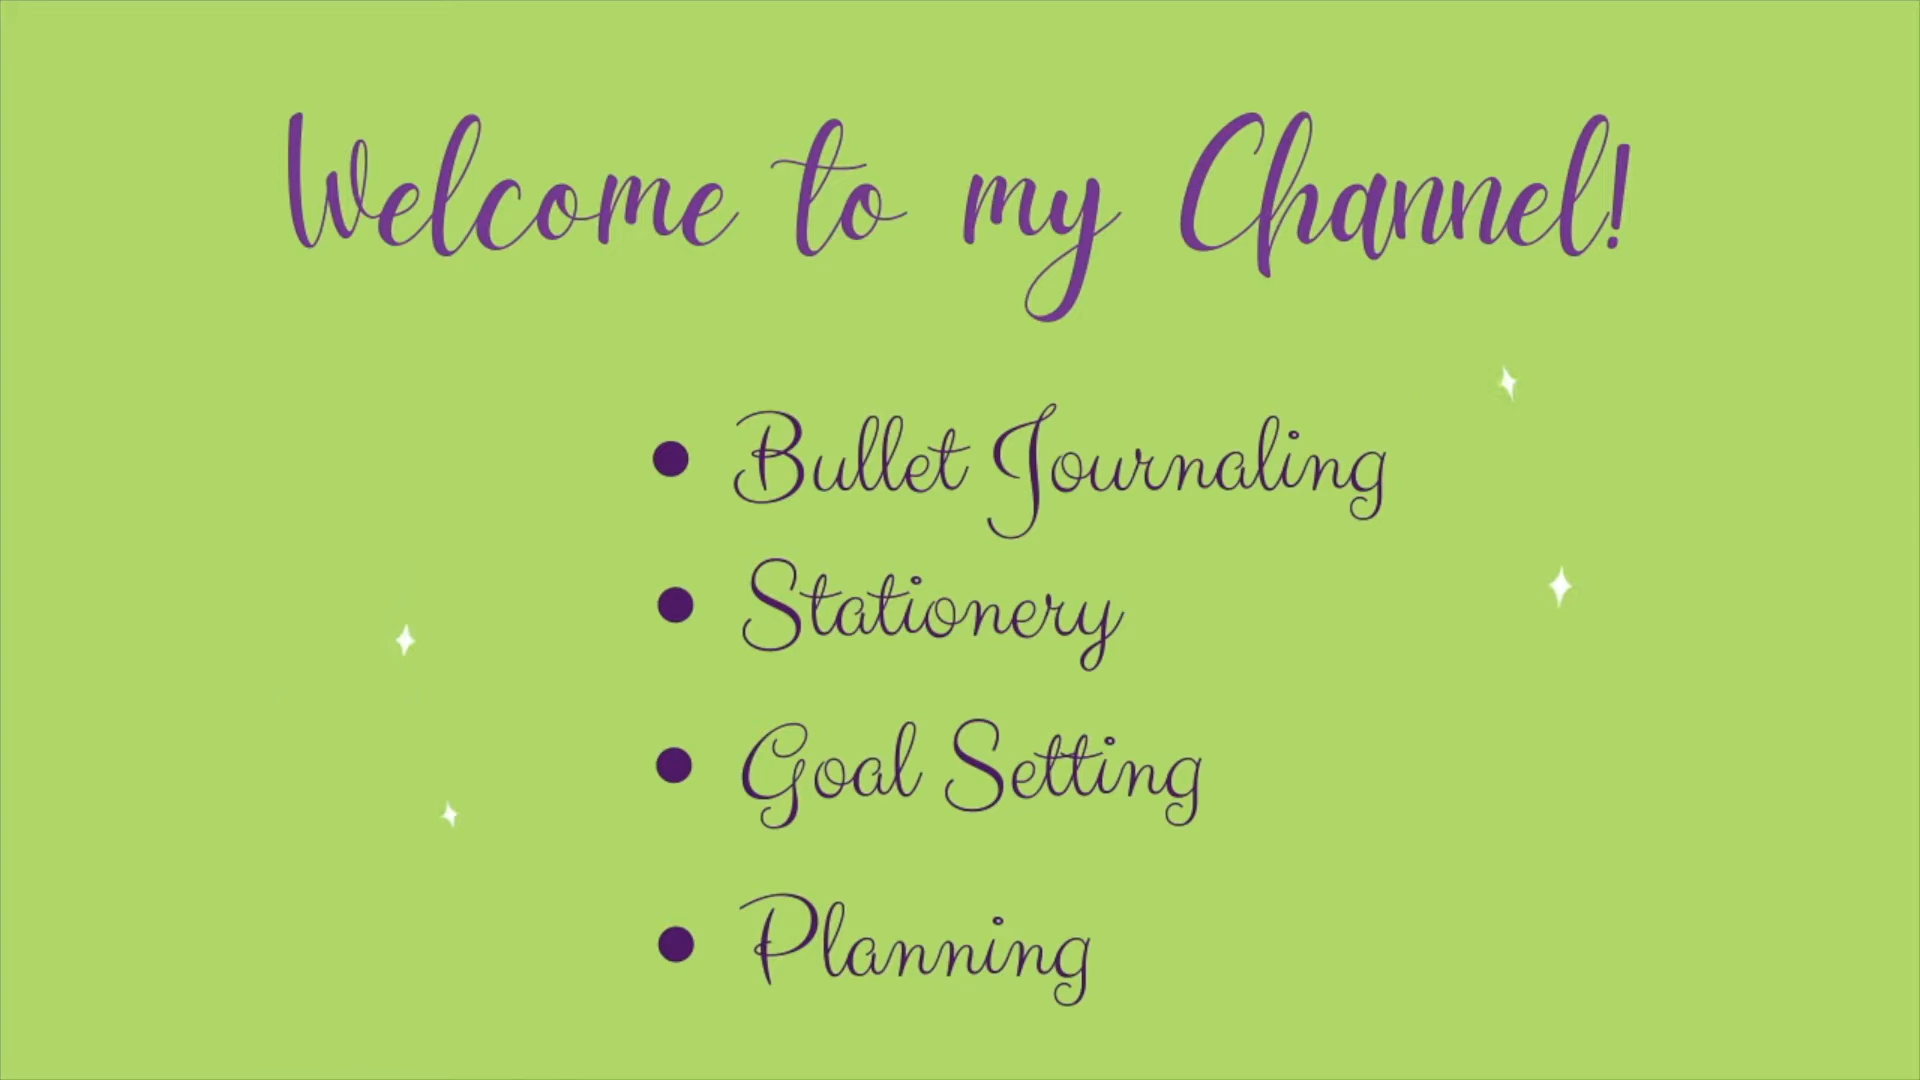 Welcome to my Channel!
• Bullet Journaling
• Stationery
• Goal Setting
• Planning